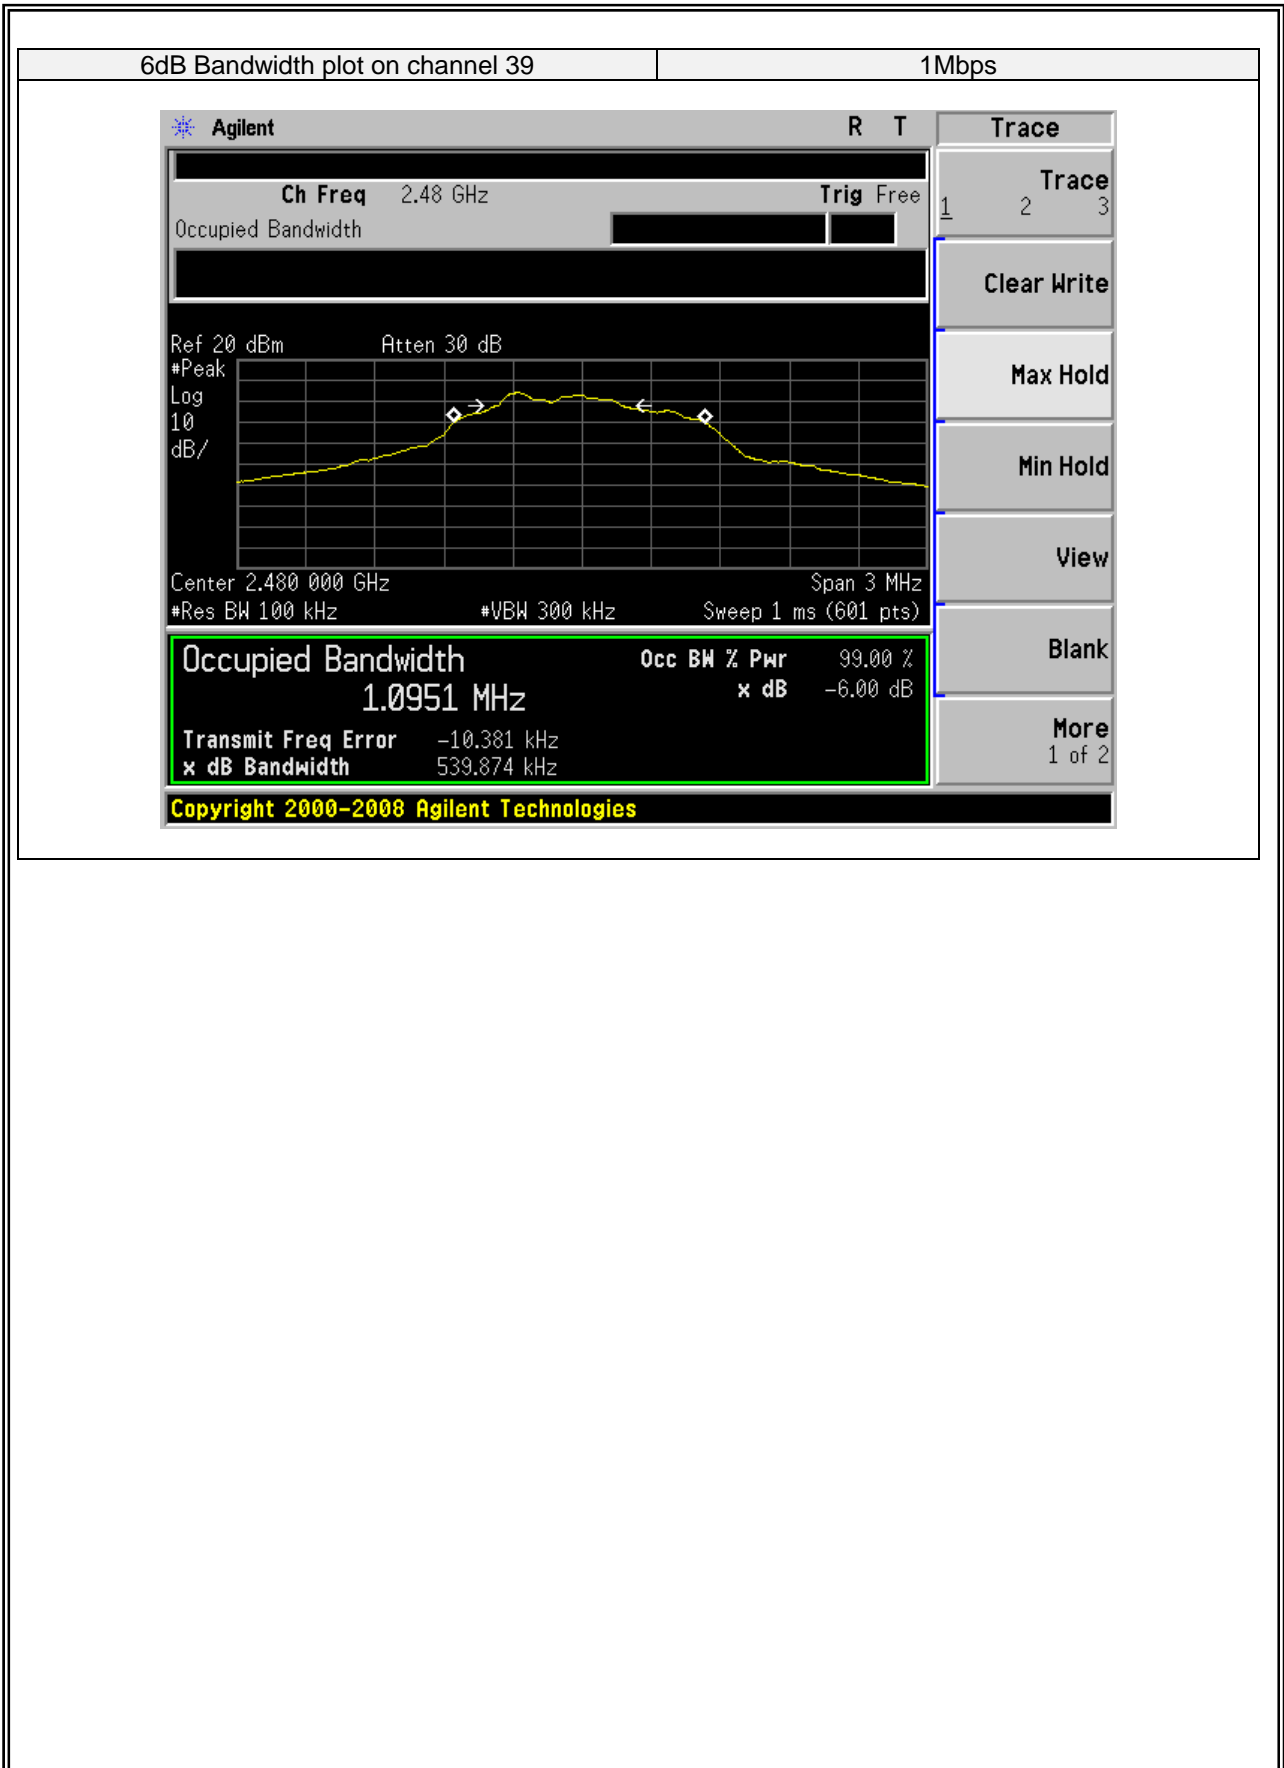 6dB Bandwidth plot on channel 39 1Mbps
Agilent R T Trace
Ch Freq 2.48 GHz Trig Free
Occupied Bandwidth
Trace
1 2 3
Clear Write
Max Hold
Min Hold
View
Blank
More
1 of 2
Ref 20 dBm Atten 30 dB
#Peak
Log
10
dB/
Center 2.480 000 GHz Span 3 MHz
#Res BW 100 kHz #VBW 300 kHz Sweep 1 ms (601 pts)
Occupied Bandwidth Occ BW % Pwr 99.00 %
1.0951 MHz x dB -6.00 dB
Transmit Freq Error -10.381 kHz
x dB Bandwidth 539.874 kHz
Copyright 2000-2008 Agilent Technologies